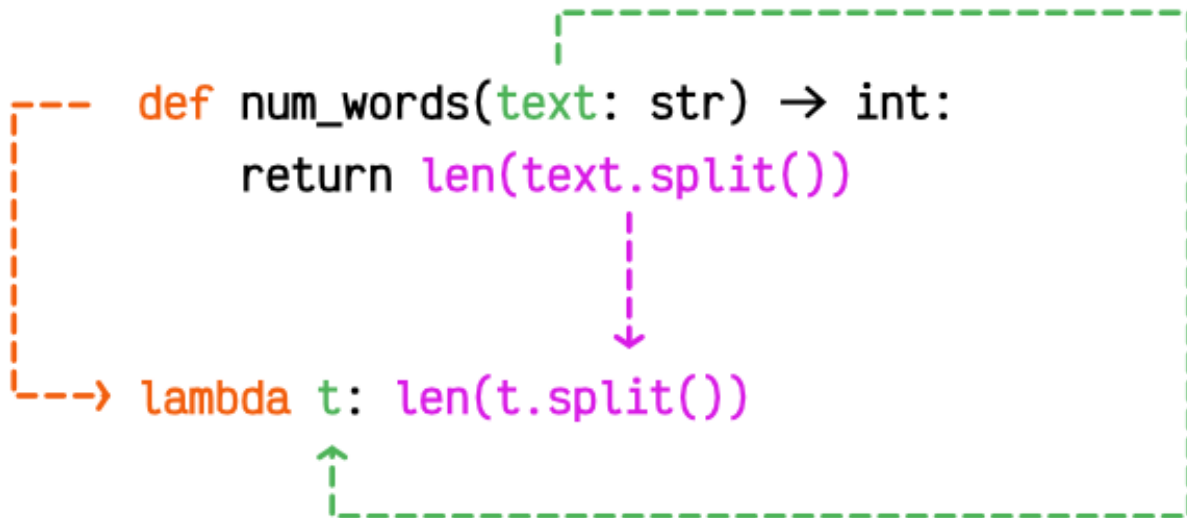 def num_words(text: str) → int:
return len(text.split())
lambda t: len(t.split())